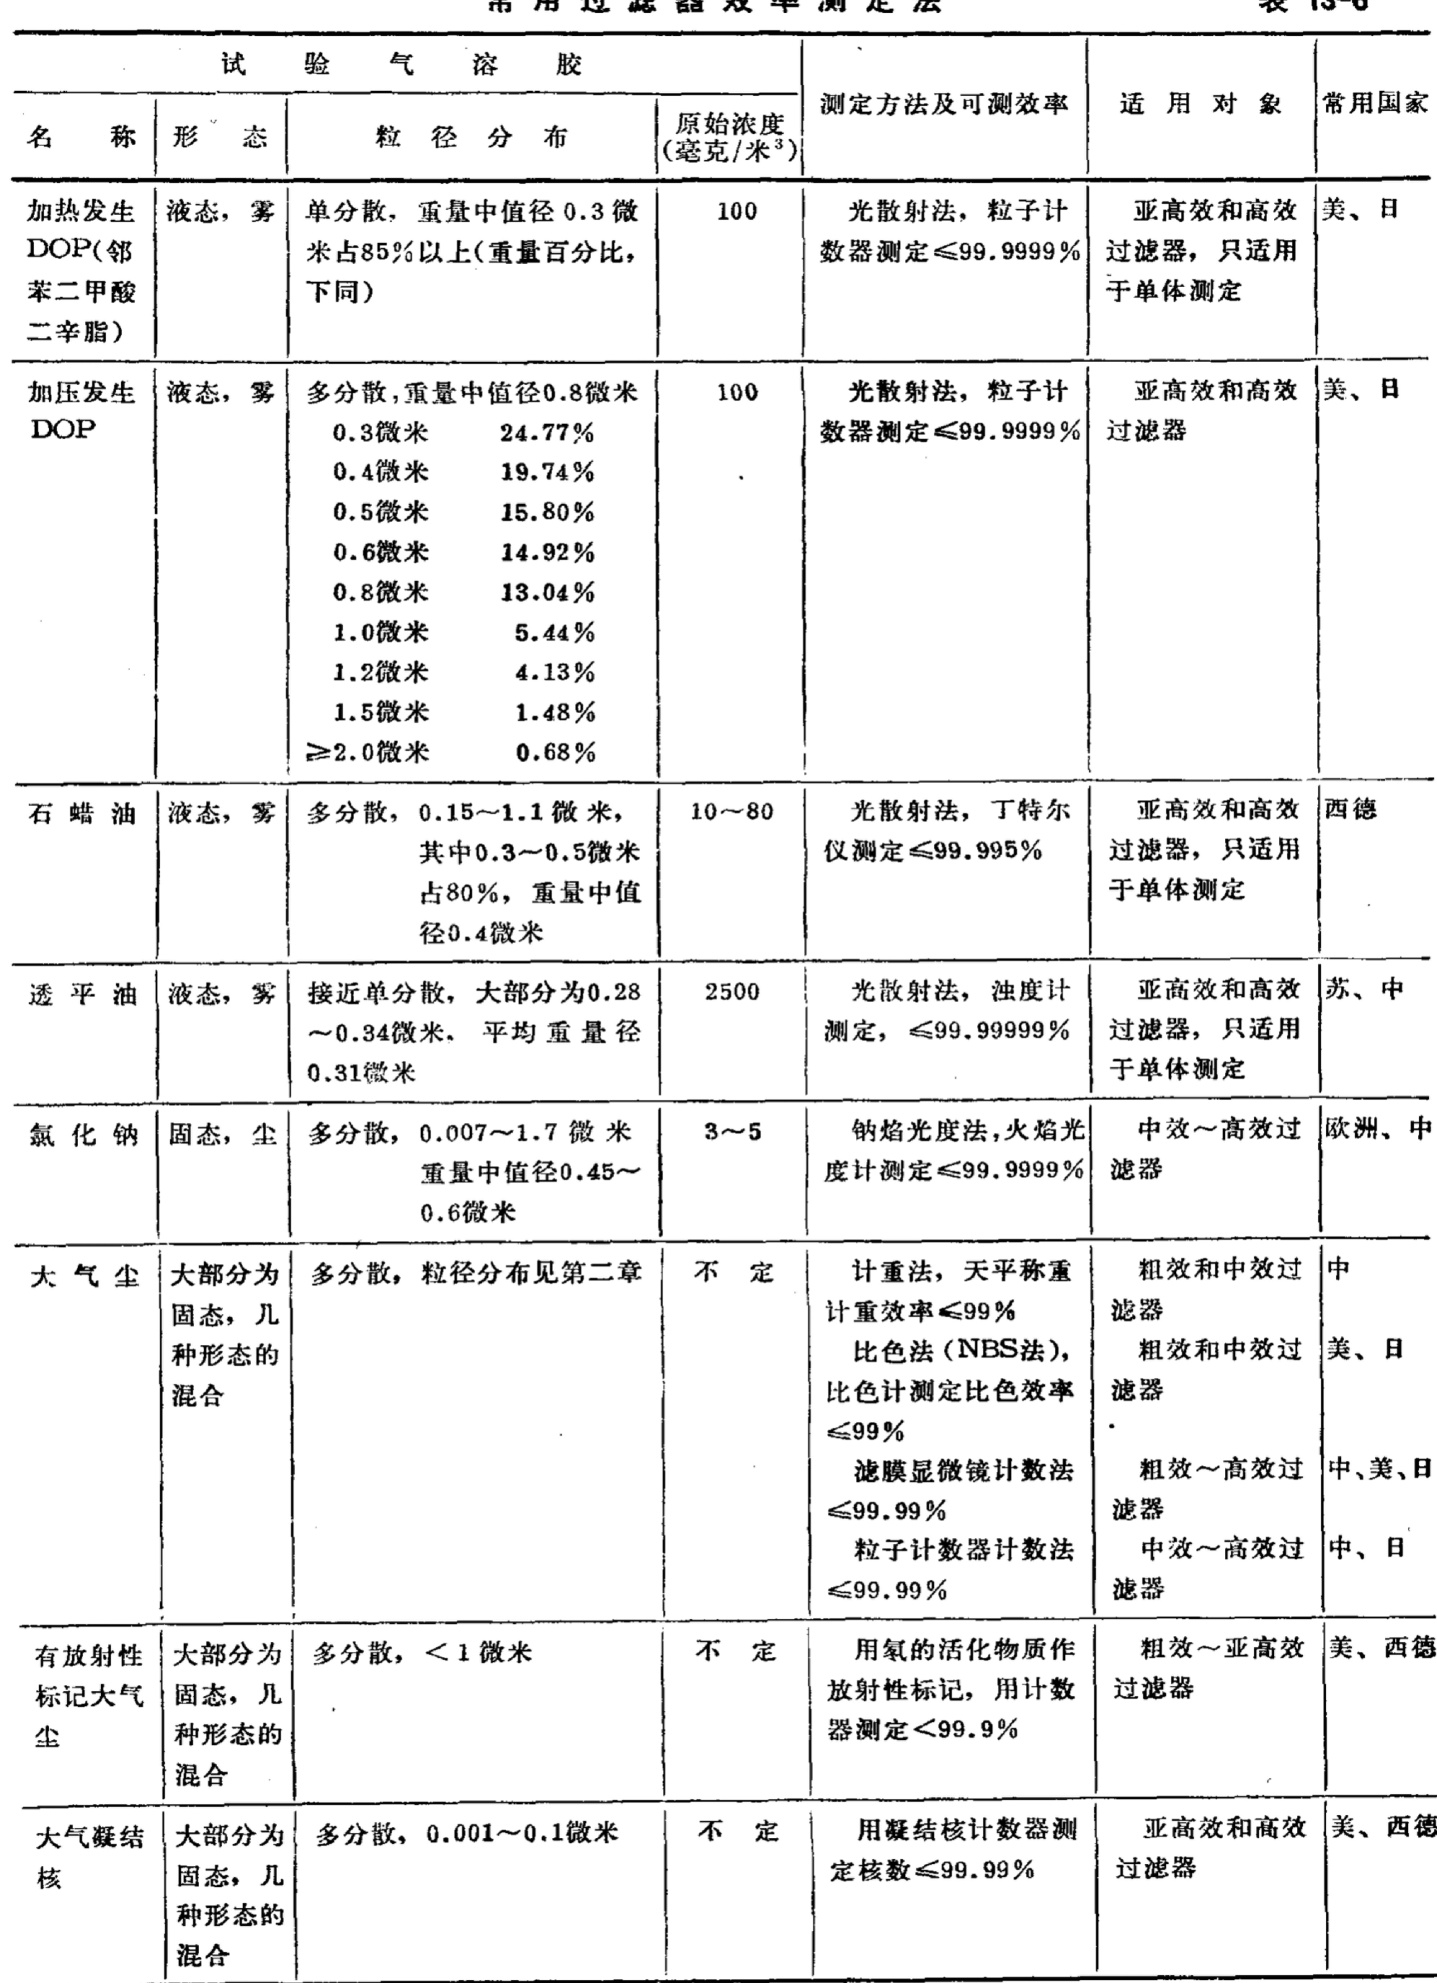 常用过滤器效率测定法 表 13-6
试验气溶胶
测定方法及可测效率 适用对象 常用国家
名称 形态 粒径分布 原始浓度
(毫克/米³)
加热发生 液态，雾 单分散，重量中值径 0.3 微 100 光散射法，粒子计 亚高效和高效 美、日
DOP(邻 米占85%以上(重量百分比， 数器测定≤99.9999% 过滤器，只适用
苯二甲酸 下同) 于单体测定
二辛脂)
加压发生 液态，雾 多分散，重量中值径0.8微米 100 光散射法，粒子计 亚高效和高效 美、日
DOP 0.3微米 24.77% 数器测定≤99.9999% 过滤器
0.4微米 19.74%
0.5微米 15.80%
0.6微米 14.92%
0.8微米 13.04%
1.0微米 5.44%
1.2微米 4.13%
1.5微米 1.48%
≥2.0微米 0.68%
石蜡油 液态，雾 多分散，0.15～1.1 微米， 10～80 光散射法，丁特尔 亚高效和高效 西德
其中0.3～0.5微米 仪测定≤99.995% 过滤器，只适用
占80%，重量中值 于单体测定
径0.4微米
透平油 液态，雾 接近单分散，大部分为0.28 2500 光散射法，浊度计 亚高效和高效 苏、中
～0.34微米，平均重量径 测定，≤99.99999% 过滤器，只适用
0.31微米 于单体测定
氯化钠 固态，尘 多分散，0.007～1.7 微米 3～5 钠焰光度法，火焰光 中效～高效过 欧洲、中
重量中值径0.45～ 度计测定≤99.9999% 滤器
0.6微米
大气尘 大部分为 多分散，粒径分布见第二章 不定 计重法，天平称重 粗效和中效过 中
固态，几 计重效率≤99% 滤器
种形态的 比色法（NBS法）， 粗效和中效过 美、日
混合 比色计测定比色效率 滤器
≤99%
滤膜显微镜计数法 粗效～高效过 中、美、日
≤99.99% 滤器
粒子计数器计数法 中效～高效过 中、日
≤99.99% 滤器
有放射性 大部分为 多分散，＜1 微米 不定 用氡的活化物质作 粗效～亚高效 美、西德
标记大气 固态，几 放射性标记，用计数 过滤器
尘 种形态的 器测定＜99.9%
混合
大气凝结 大部分为 多分散，0.001～0.1微米 不定 用凝结核计数器测 亚高效和高效 美、西德
核 固态，几 定核数≤99.99% 过滤器
种形态的
混合